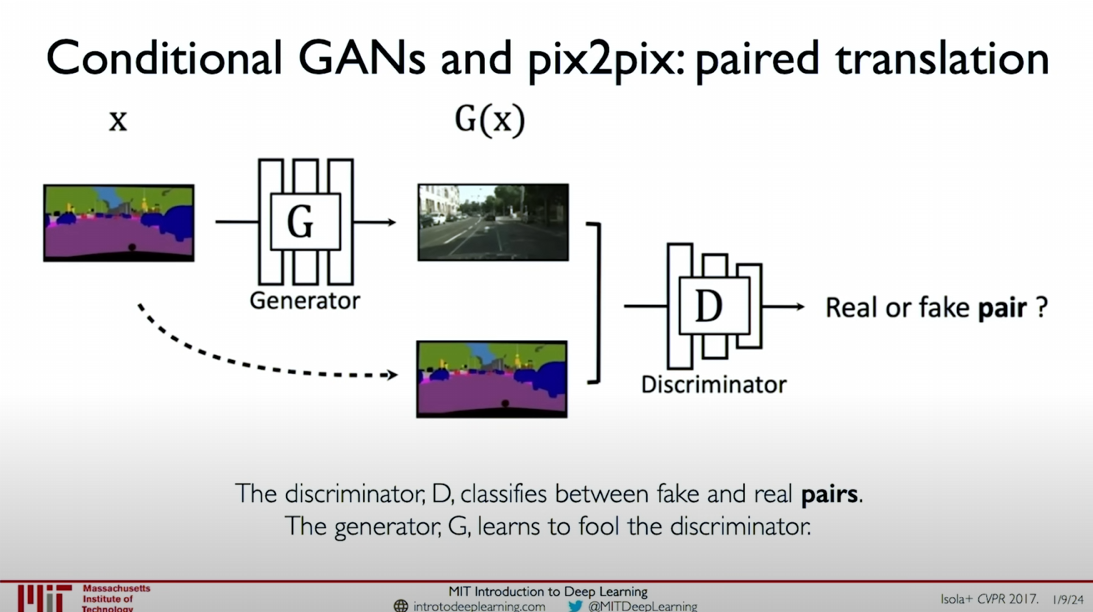 Conditional GANs and pix2pix: paired translation
x
G(x)
G
Generator
D
Discriminator
Real or fake pair ?
The discriminator, D, classifies between fake and real pairs.
The generator, G, learns to fool the discriminator.
Massachusetts
Institute of
Technology
MIT Introduction to Deep Learning
introtodeeplearning.com @MITDeepLearning
Isola+ CVPR 2017. 1/9/24